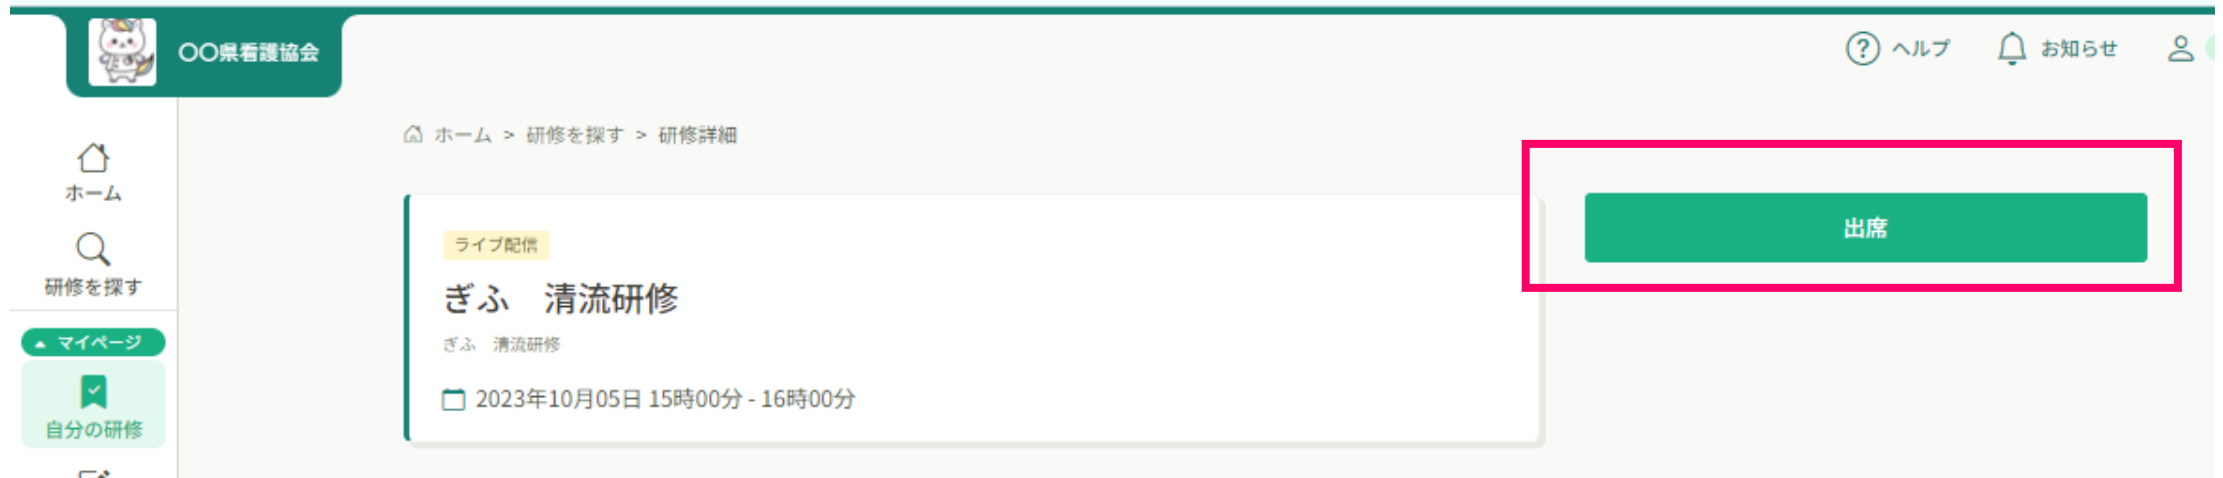 〇〇県看護協会
ヘルプ
お知らせ
ホーム > 研修を探す > 研修詳細
ホーム
研修を探す
マイページ
自分の研修
ライブ配信
ぎふ　清流研修
ぎふ　清流研修
2023年10月05日 15時00分 - 16時00分
出席